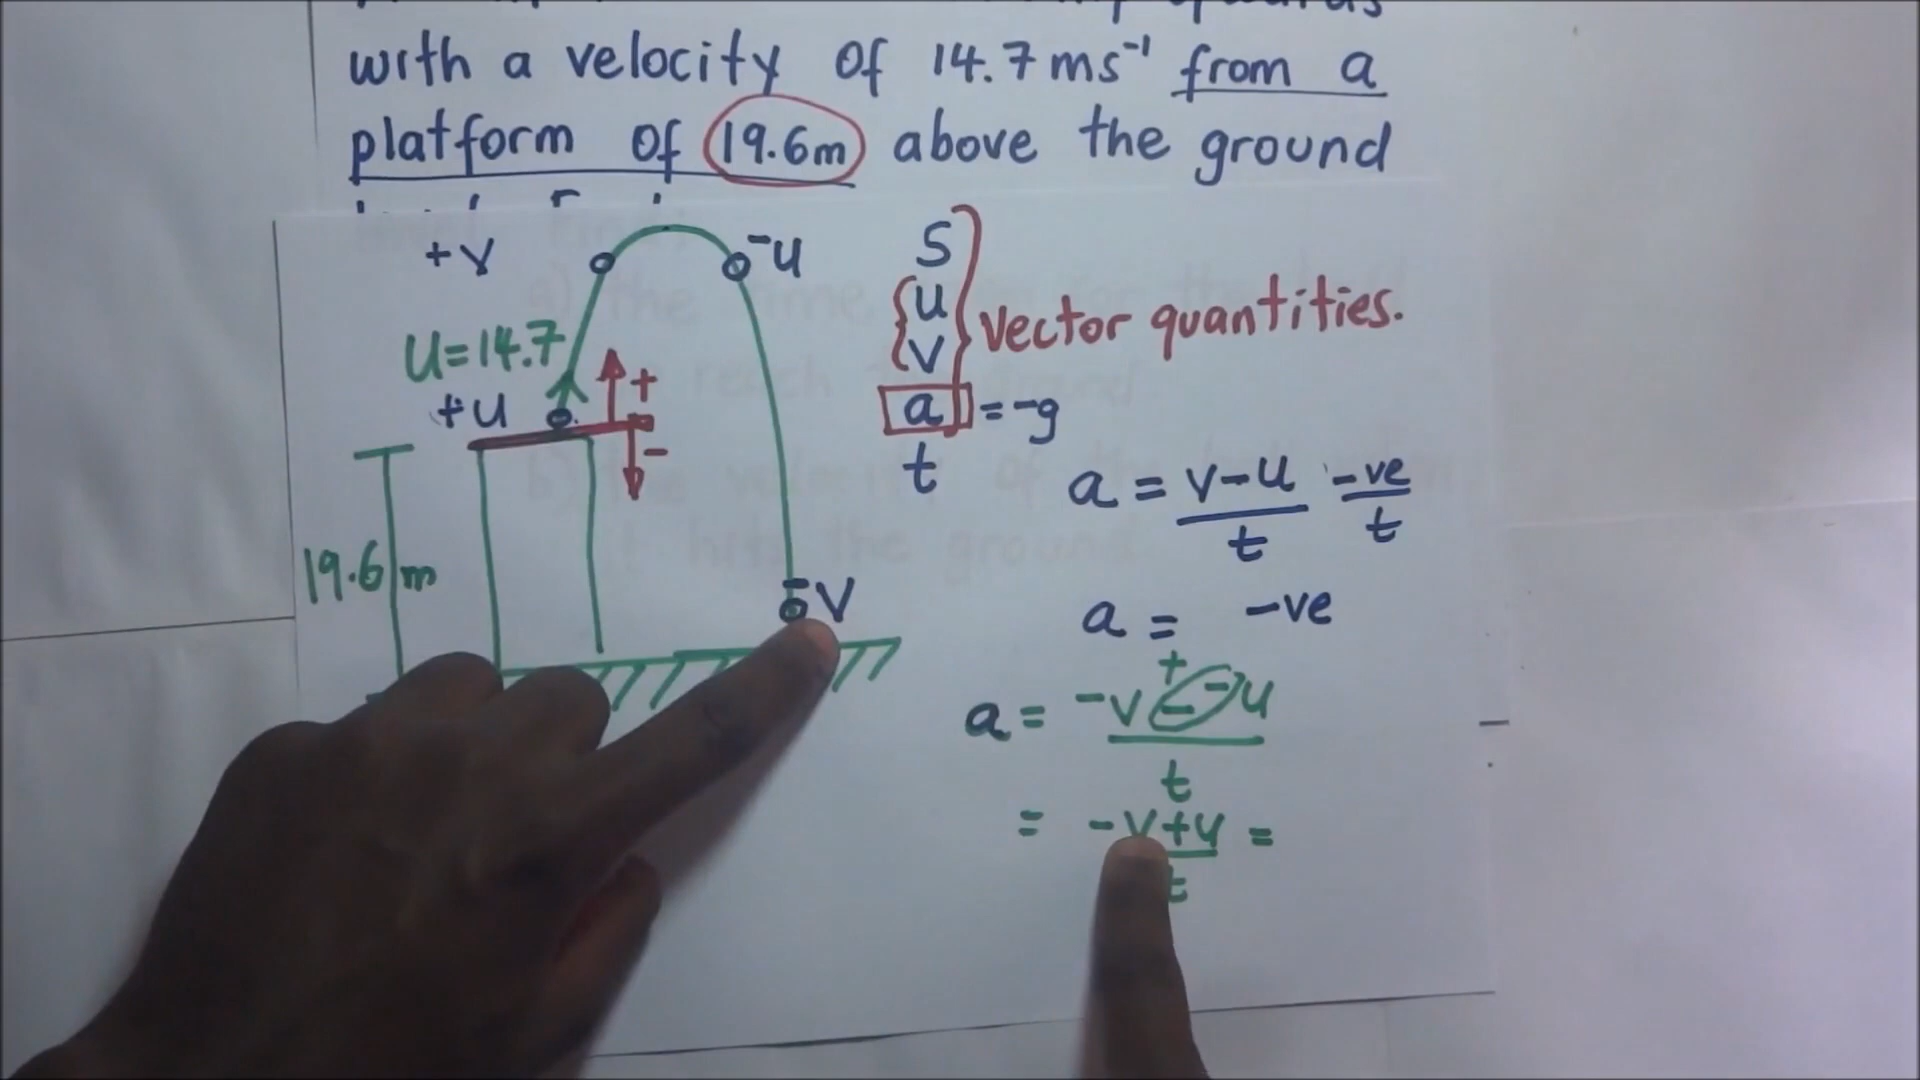 with a velocity of 14.7 ms⁻¹ from a
platform of 19.6m above the ground
+V
-U
U=14.7
+U
+
-
19.6 m
-V
S
U
V
a = -g
t
Vector quantities.
a = V-U / t -ve / t
a = -ve
+
a = -V - -U / t
= -V+U / t =